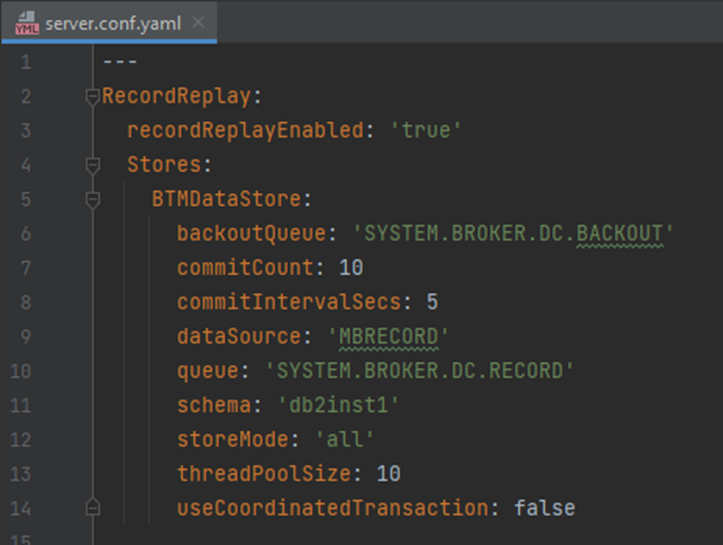 YML server.conf.yaml ×
1 ---
2 RecordReplay:
3   recordReplayEnabled: 'true'
4   Stores:
5     BTMDataStore:
6       backoutQueue: 'SYSTEM.BROKER.DC.BACKOUT'
7       commitCount: 10
8       commitIntervalSecs: 5
9       dataSource: 'MBRECORD'
10       queue: 'SYSTEM.BROKER.DC.RECORD'
11       schema: 'db2inst1'
12       storeMode: 'all'
13       threadPoolSize: 10
14       useCoordinatedTransaction: false
15